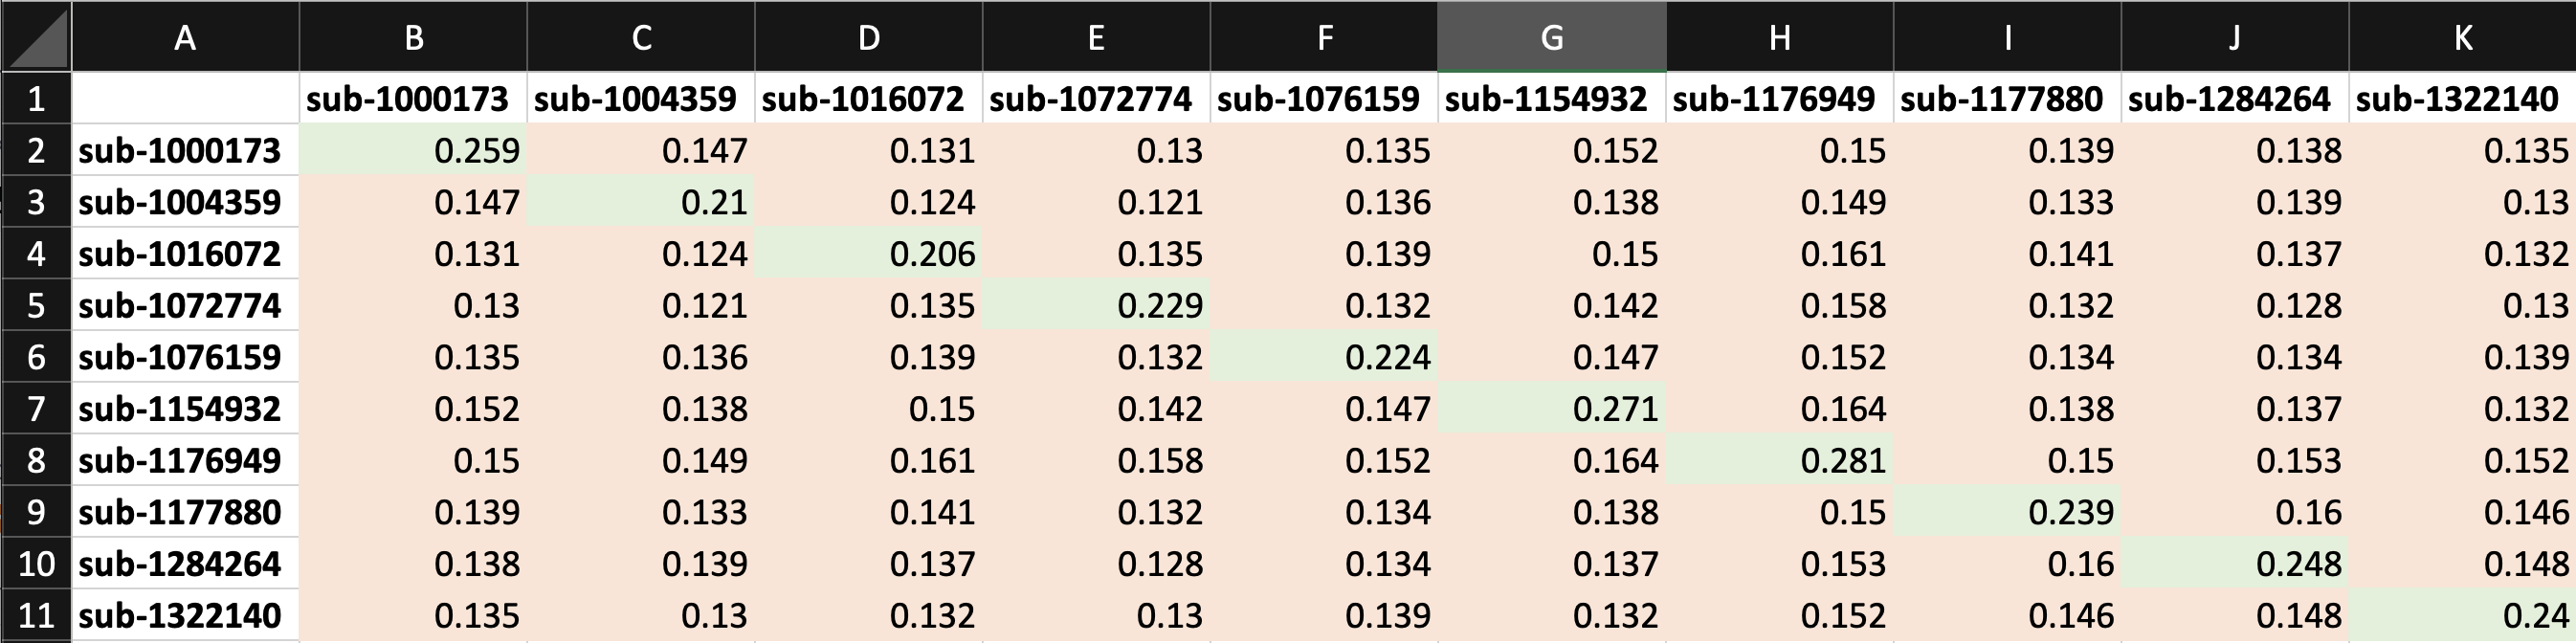 A B C D E F G H I J K
1 sub-1000173 sub-1004359 sub-1016072 sub-1072774 sub-1076159 sub-1154932 sub-1176949 sub-1177880 sub-1284264 sub-1322140
2 sub-1000173 0.259 0.147 0.131 0.13 0.135 0.152 0.15 0.139 0.138 0.135
3 sub-1004359 0.147 0.21 0.124 0.121 0.136 0.138 0.149 0.133 0.139 0.13
4 sub-1016072 0.131 0.124 0.206 0.135 0.139 0.15 0.161 0.141 0.137 0.132
5 sub-1072774 0.13 0.121 0.135 0.229 0.132 0.142 0.158 0.132 0.128 0.13
6 sub-1076159 0.135 0.136 0.139 0.132 0.224 0.147 0.152 0.134 0.134 0.139
7 sub-1154932 0.152 0.138 0.15 0.142 0.147 0.271 0.164 0.138 0.137 0.132
8 sub-1176949 0.15 0.149 0.161 0.158 0.152 0.164 0.281 0.15 0.153 0.152
9 sub-1177880 0.139 0.133 0.141 0.132 0.134 0.138 0.15 0.239 0.16 0.146
10 sub-1284264 0.138 0.139 0.137 0.128 0.134 0.137 0.153 0.16 0.248 0.148
11 sub-1322140 0.135 0.13 0.132 0.13 0.139 0.132 0.152 0.146 0.148 0.24